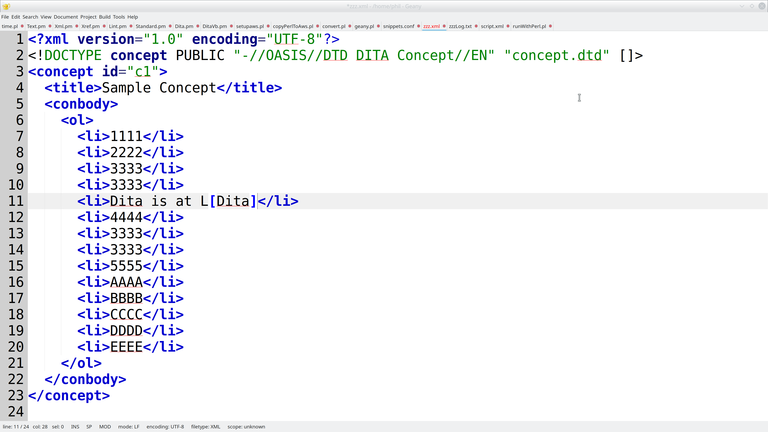 File Edit Search View Document Project Build Tools Help
time.pl Text.pm Xml.pm Xref.pm Lint.pm Standard.pm Dita.pm DitaVb.pm setupaws.pl copyPerlToAws.pl convert.pl geany.pl snippets.conf zzz.xml zzzLog.txt script.xml runWithPerl.pl
1 <?xml version="1.0" encoding="UTF-8"?>
2 <!DOCTYPE concept PUBLIC "-//OASIS//DTD DITA Concept//EN" "concept.dtd" []>
3 <concept id="c1">
4 <title>Sample Concept</title>
5 <conbody>
6 <ol>
7 <li>1111</li>
8 <li>2222</li>
9 <li>3333</li>
10 <li>3333</li>
11 <li>Dita is at L[Dita]</li>
12 <li>4444</li>
13 <li>3333</li>
14 <li>3333</li>
15 <li>5555</li>
16 <li>AAAA</li>
17 <li>BBBB</li>
18 <li>CCCC</li>
19 <li>DDDD</li>
20 <li>EEEE</li>
21 </ol>
22 </conbody>
23 </concept>
24
line: 11 / 24 col: 28 sel: 0 INS SP MOD mode: LF encoding: UTF-8 filetype: XML scope: unknown